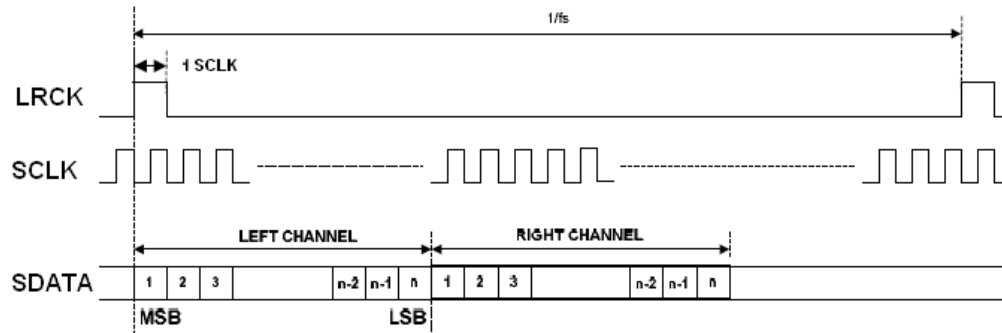 1/fs
1 SCLK
LRCK
SCLK
LEFT CHANNEL
RIGHT CHANNEL
SDATA
1 2 3 n-2 n-1 n 1 2 3 n-2 n-1 n
MSB
LSB